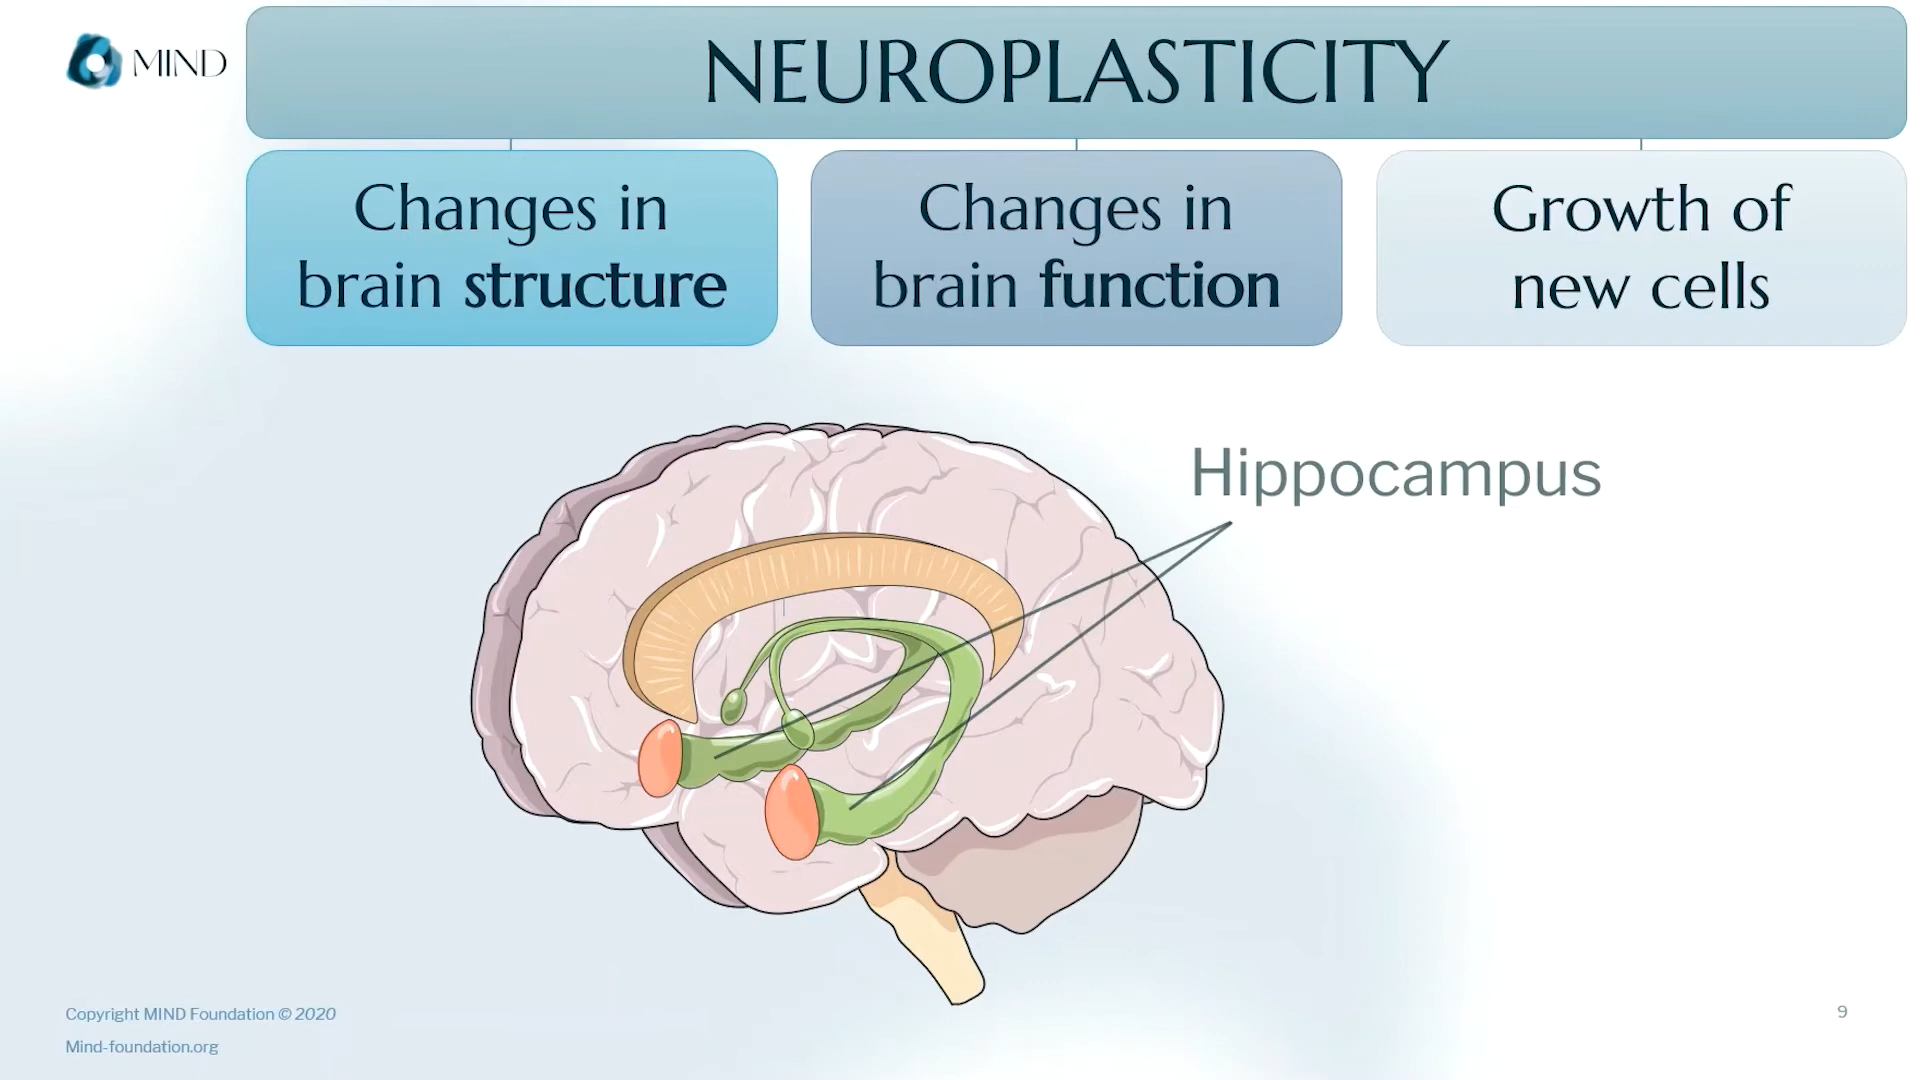 MIND
NEUROPLASTICITY
Changes in
brain structure
Changes in
brain function
Growth of
new cells
Hippocampus
Copyright MIND Foundation © 2020
Mind-foundation.org
9